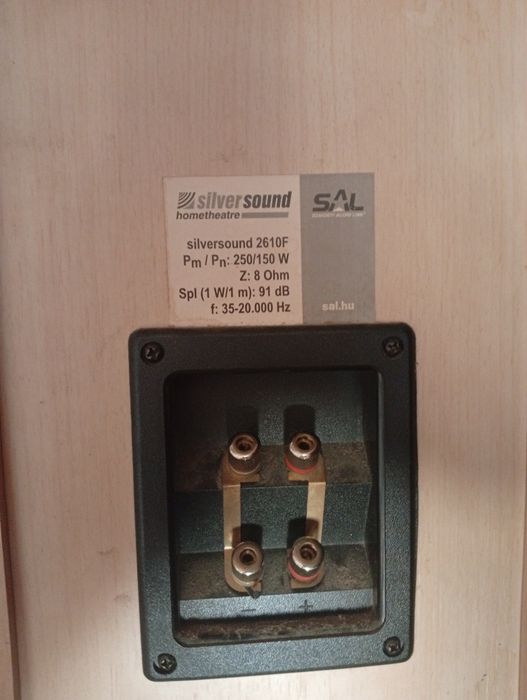 silversound
hometheatre
SAL
silversound 2610F
Pm / Pn: 250/150 W
Z: 8 Ohm
Spl (1 W/1 m): 91 dB
f: 35-20.000 Hz
sal.hu
- +